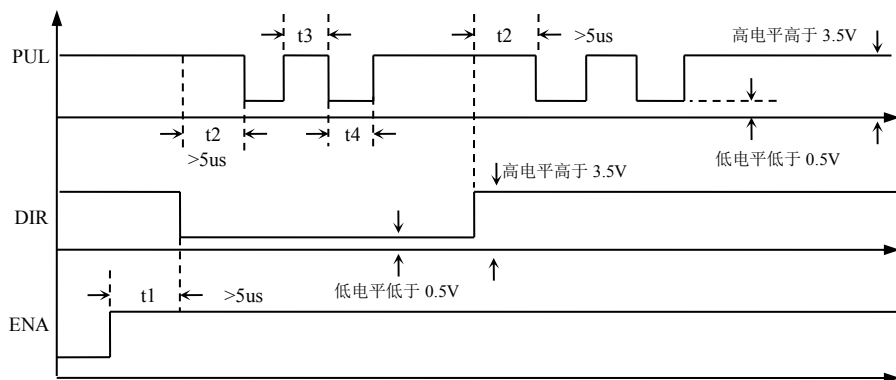 t3
t2
>5us
高电平高于 3.5V
PUL
t2
t4
>5us
低电平低于 0.5V
高电平高于 3.5V
DIR
t1
>5us
低电平低于 0.5V
ENA